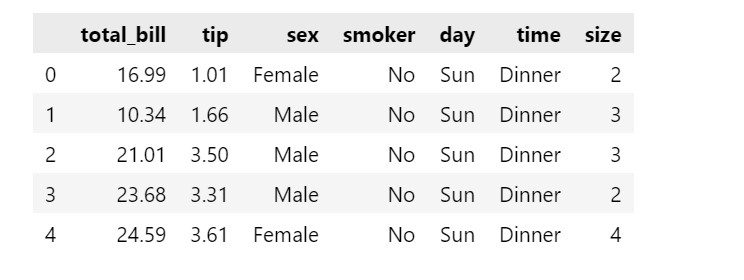 total_bill tip sex smoker day time size
0 16.99 1.01 Female No Sun Dinner 2
1 10.34 1.66 Male No Sun Dinner 3
2 21.01 3.50 Male No Sun Dinner 3
3 23.68 3.31 Male No Sun Dinner 2
4 24.59 3.61 Female No Sun Dinner 4